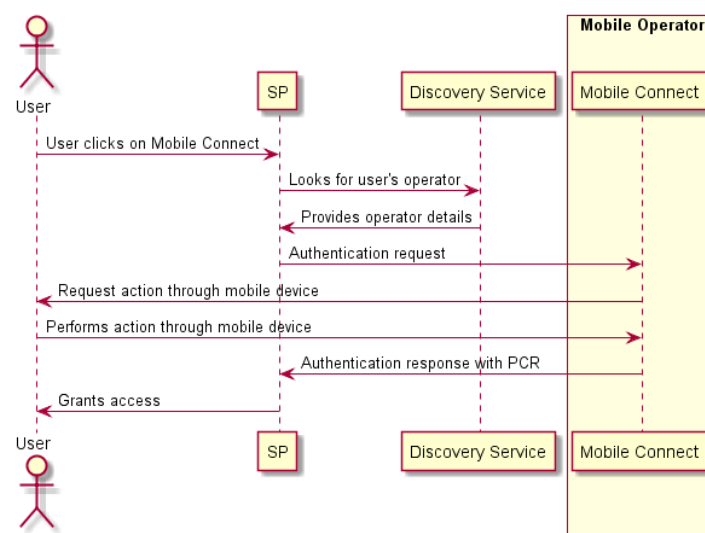 Mobile Operator
User
SP
Discovery Service
Mobile Connect
User clicks on Mobile Connect
Looks for user's operator
Provides operator details
Authentication request
Request action through mobile device
Performs action through mobile device
Authentication response with PCR
Grants access
User
SP
Discovery Service
Mobile Connect